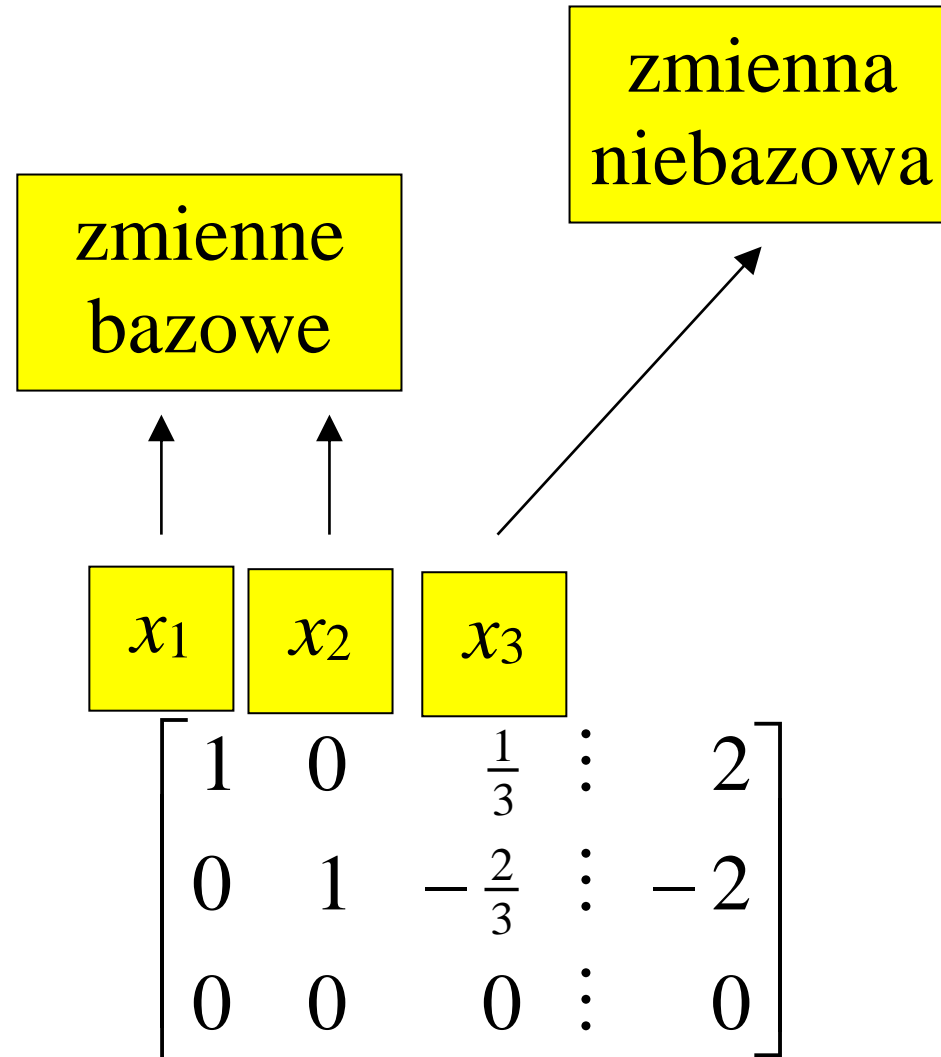 zmienna
niebazowa
zmienne
bazowe
x₁ x₂ x₃
1 0 1/3 ⋮ 2
0 1 −2/3 ⋮ −2
0 0 0 ⋮ 0